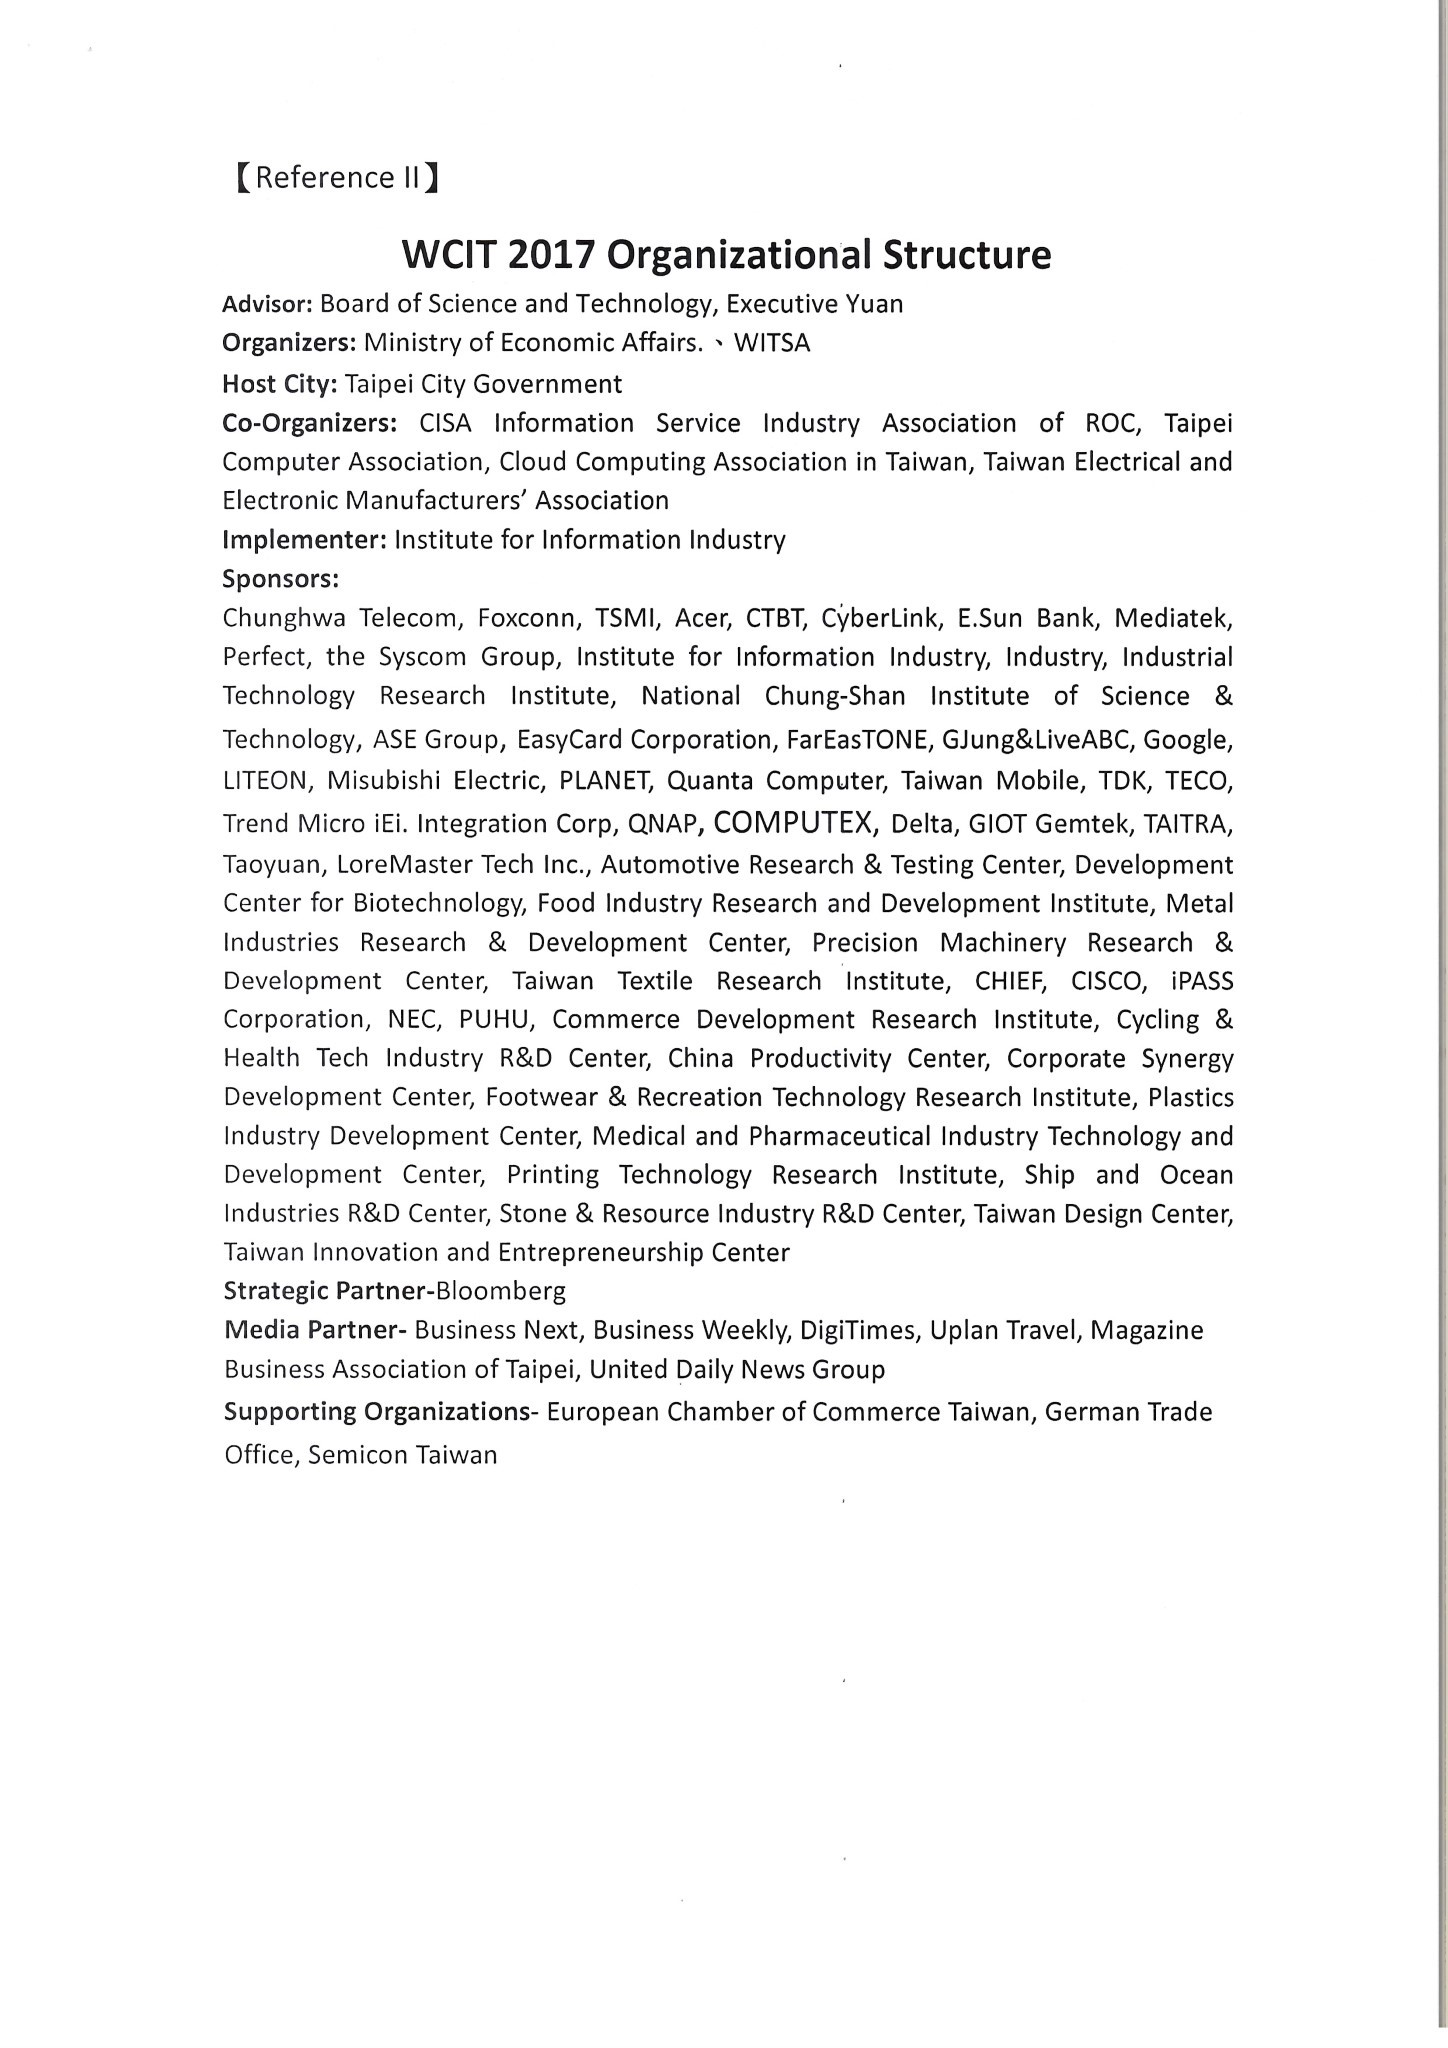 【Reference II】
WCIT 2017 Organizational Structure
Advisor: Board of Science and Technology, Executive Yuan
Organizers: Ministry of Economic Affairs.、WITSA
Host City: Taipei City Government
Co-Organizers: CISA Information Service Industry Association of ROC, Taipei
Computer Association, Cloud Computing Association in Taiwan, Taiwan Electrical and
Electronic Manufacturers’ Association
Implementer: Institute for Information Industry
Sponsors:
Chunghwa Telecom, Foxconn, TSMI, Acer, CTBT, CyberLink, E.Sun Bank, Mediatek,
Perfect, the Syscom Group, Institute for Information Industry, Industry, Industrial
Technology Research Institute, National Chung-Shan Institute of Science &
Technology, ASE Group, EasyCard Corporation, FarEasTONE, GJung&LiveABC, Google,
LITEON, Misubishi Electric, PLANET, Quanta Computer, Taiwan Mobile, TDK, TECO,
Trend Micro iEi. Integration Corp, QNAP, COMPUTEX, Delta, GIOT Gemtek, TAITRA,
Taoyuan, LoreMaster Tech Inc., Automotive Research & Testing Center, Development
Center for Biotechnology, Food Industry Research and Development Institute, Metal
Industries Research & Development Center, Precision Machinery Research &
Development Center, Taiwan Textile Research Institute, CHIEF, CISCO, iPASS
Corporation, NEC, PUHU, Commerce Development Research Institute, Cycling &
Health Tech Industry R&D Center, China Productivity Center, Corporate Synergy
Development Center, Footwear & Recreation Technology Research Institute, Plastics
Industry Development Center, Medical and Pharmaceutical Industry Technology and
Development Center, Printing Technology Research Institute, Ship and Ocean
Industries R&D Center, Stone & Resource Industry R&D Center, Taiwan Design Center,
Taiwan Innovation and Entrepreneurship Center
Strategic Partner-Bloomberg
Media Partner- Business Next, Business Weekly, DigiTimes, Uplan Travel, Magazine
Business Association of Taipei, United Daily News Group
Supporting Organizations- European Chamber of Commerce Taiwan, German Trade
Office, Semicon Taiwan